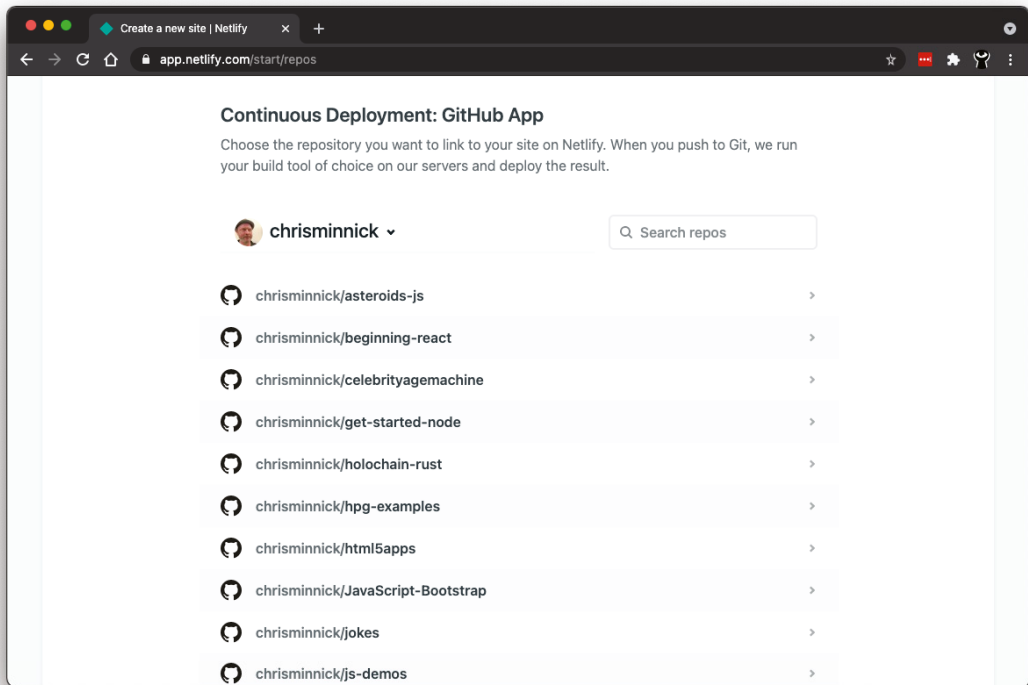 Create a new site | Netlify
app.netlify.com/start/repos
Continuous Deployment: GitHub App
Choose the repository you want to link to your site on Netlify. When you push to Git, we run
your build tool of choice on our servers and deploy the result.
chrisminnick
Search repos
chrisminnick/asteroids-js
chrisminnick/beginning-react
chrisminnick/celebrityagemachine
chrisminnick/get-started-node
chrisminnick/holochain-rust
chrisminnick/hpg-examples
chrisminnick/html5apps
chrisminnick/JavaScript-Bootstrap
chrisminnick/jokes
chrisminnick/js-demos